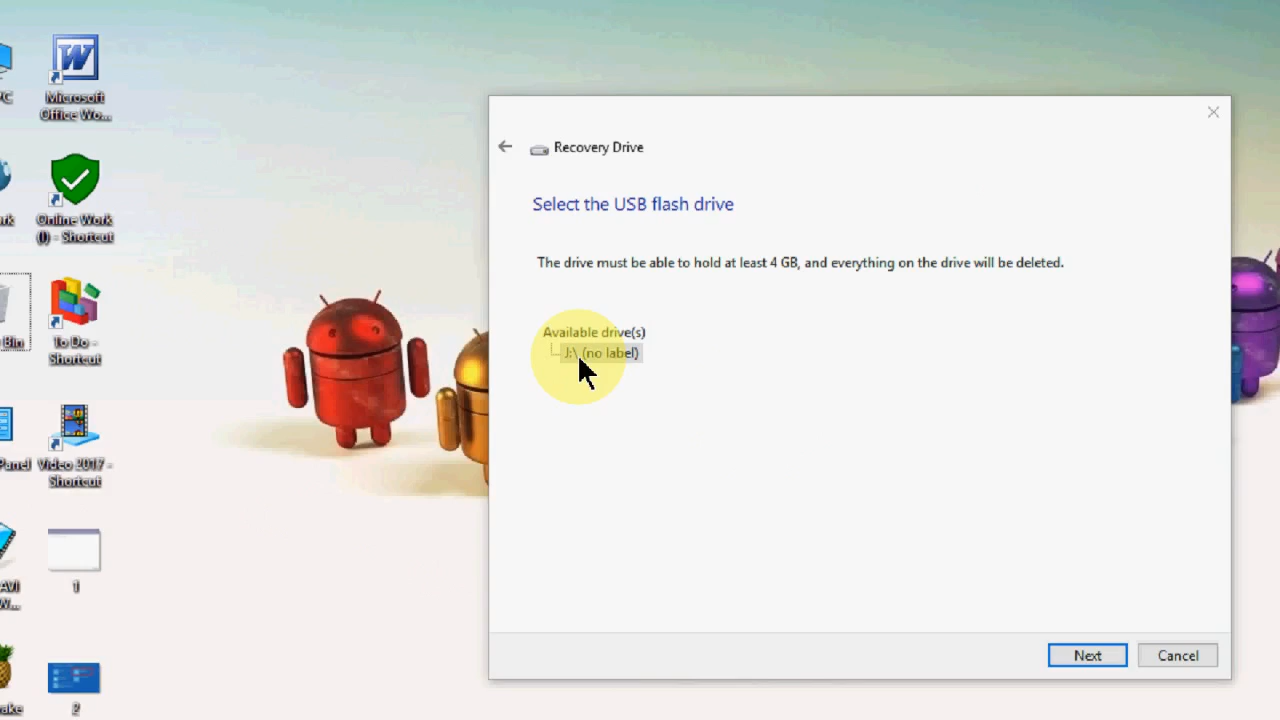 PC
Microsoft
Office Wo...
Online Work
(I) - Shortcut
Bin
To Do -
Shortcut
Panel
Video 2017 -
Shortcut
AVI
W...
1
2
Recovery Drive
Select the USB flash drive
The drive must be able to hold at least 4 GB, and everything on the drive will be deleted.
Available drive(s)
J:\ (no label)
Next
Cancel